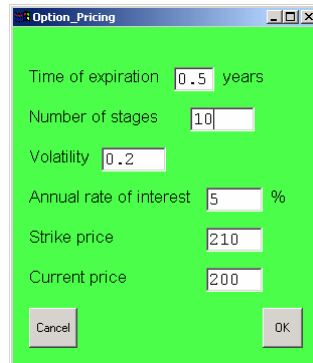 Option_Pricing
Time of expiration 0.5 years
Number of stages 10
Volatility 0.2
Annual rate of interest 5 %
Strike price 210
Current price 200
Cancel OK